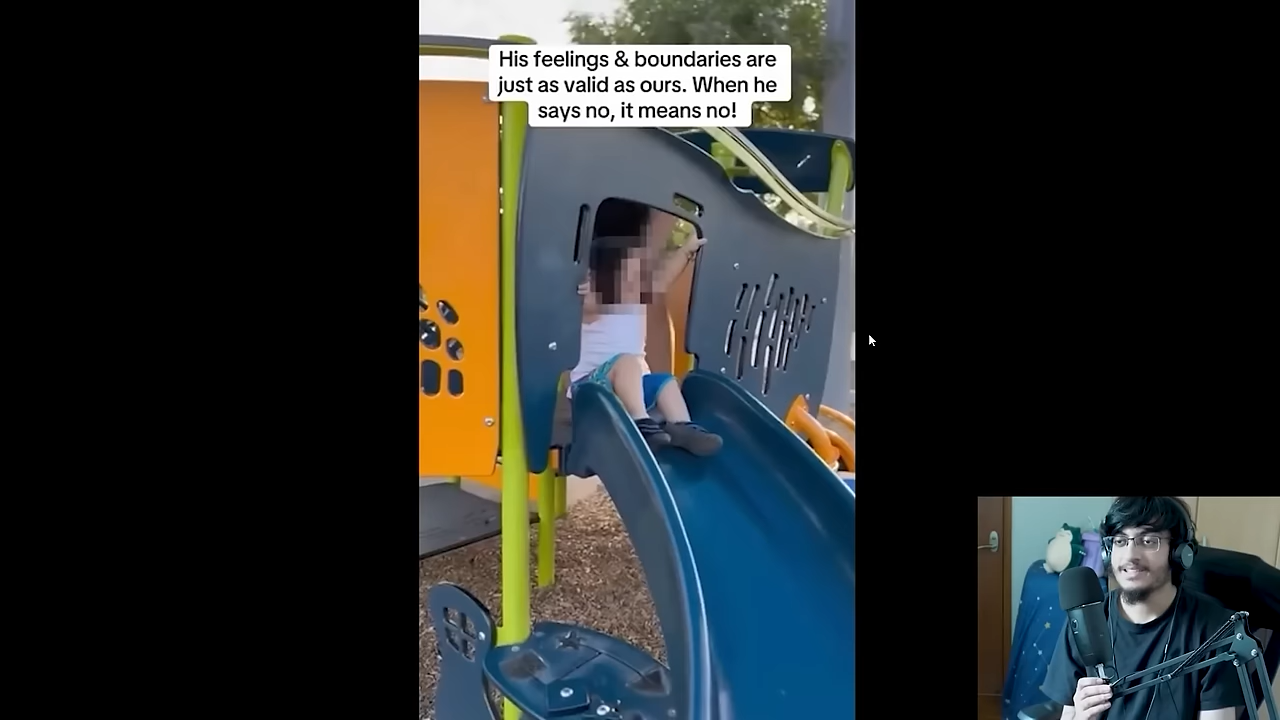 His feelings & boundaries are
just as valid as ours. When he
says no, it means no!